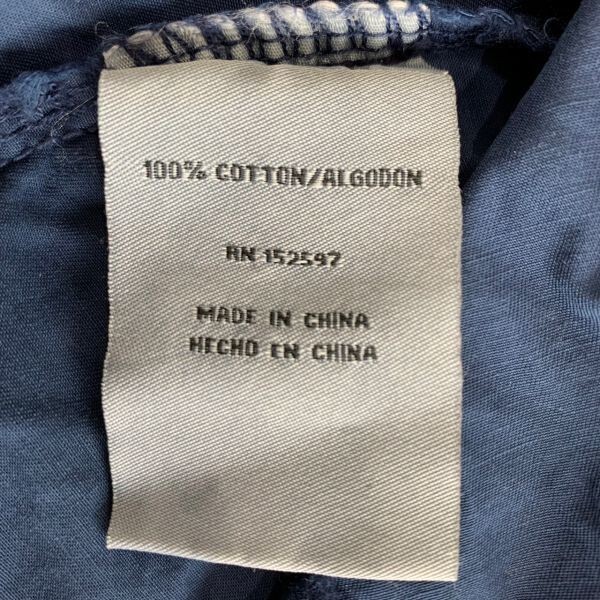 100% COTTON/ALGODON
RN 152597
MADE IN CHINA
HECHO EN CHINA